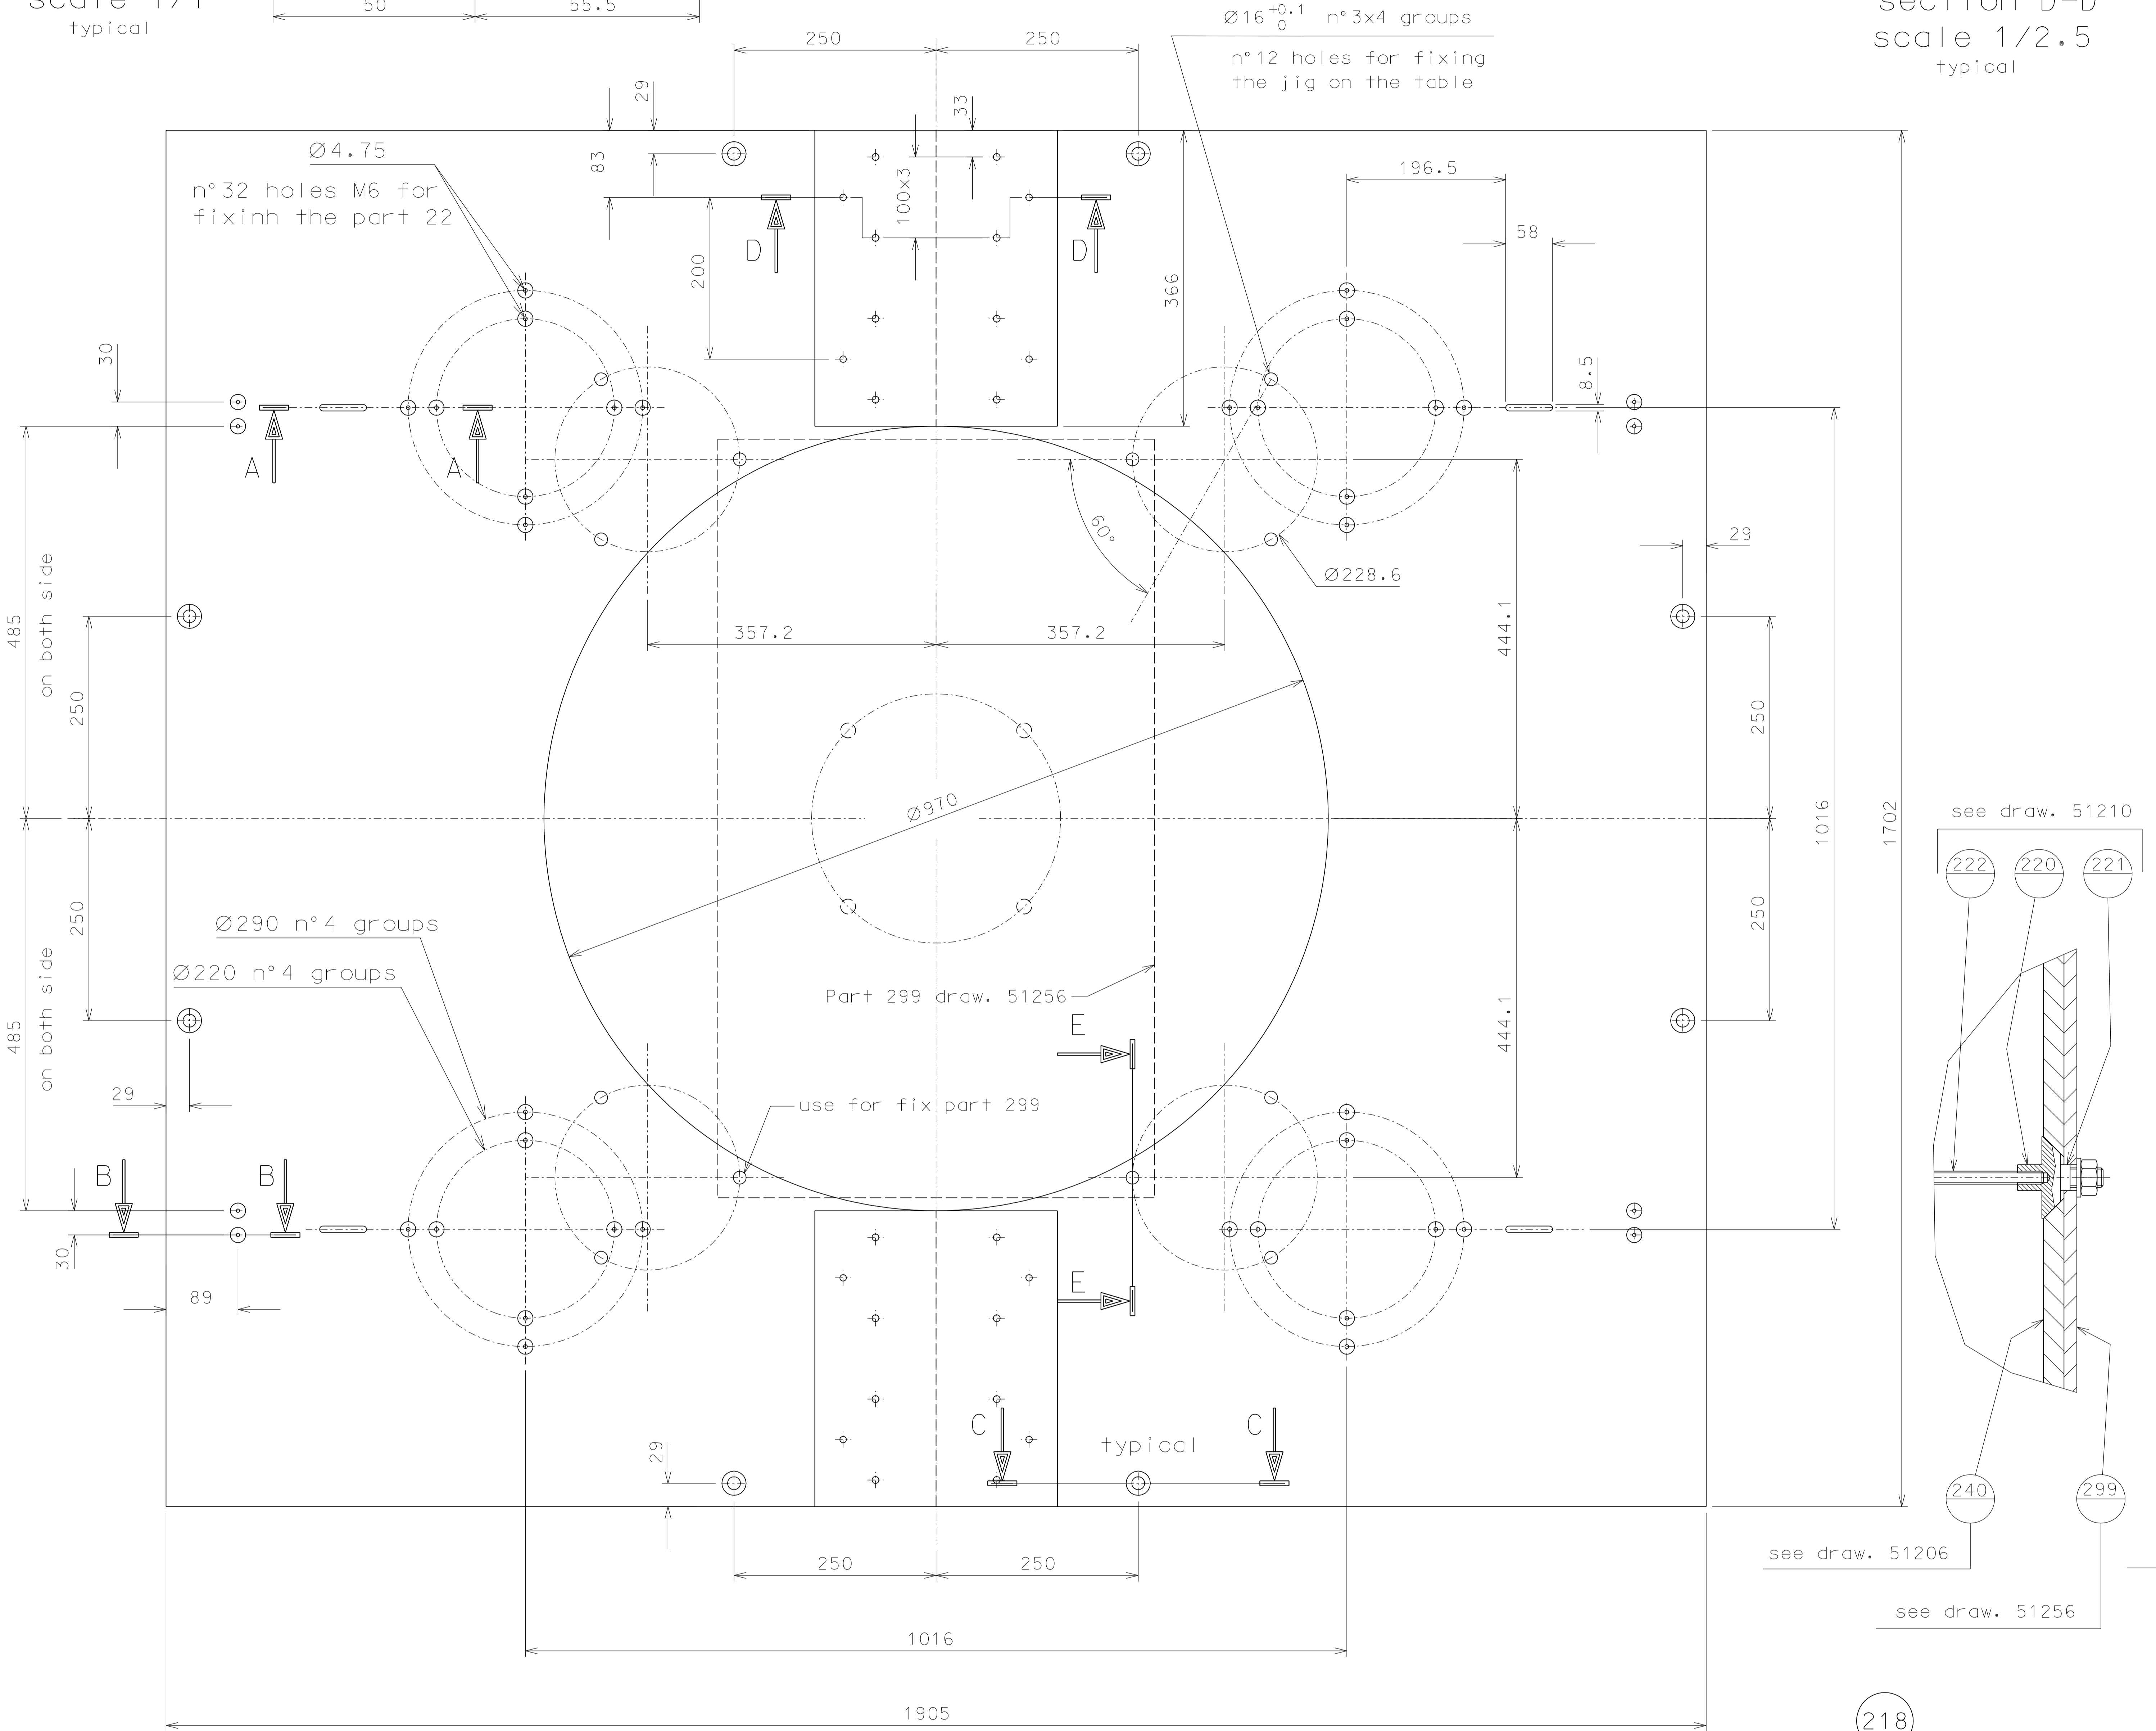 scale 1/1
typical
50
55.5
Ø16 +0.1 0 n°3x4 groups
n°12 holes for fixing
the jig on the table
section D-D
scale 1/2.5
typical
250
250
29
33
83
Ø4.75
n°32 holes M6 for
fixinh the part 22
100x3
196.5
58
D
D
200
366
30
8.5
A
A
60°
29
Ø228.6
485
on both side
444.1
357.2
357.2
250
250
Ø970
1016
1702
see draw. 51210
222
220
221
250
250
Ø290 n°4 groups
Ø220 n°4 groups
Part 299 draw. 51256
485
on both side
E
444.1
29
use for fix part 299
B
B
E
30
89
C
C
typical
29
240
299
see draw. 51206
250
250
see draw. 51256
1016
1905
218